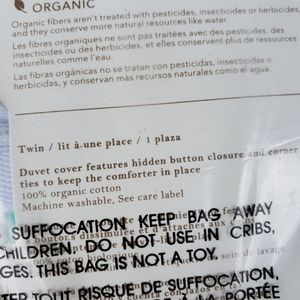 ORGANIC
Organic fibers aren't treated with pesticides, insecticides or herbicides,
and they conserve more natural resources like water.
Les fibres organiques ne sont pas traitées avec des pesticides, des
insecticides ou des herbicides, et elles conservent plus de ressources
naturelles comme l'eau.
Las fibras orgánicas no se tratan con pesticidas, insecticidas o
herbicidas, y conservan más recursos naturales como el agua.
Twin / lit à une place / 1 plaza
Duvet cover features hidden button closure and corner
ties to keep the comforter in place
100% organic cotton
Machine washable, See care label
SUFFOCATION, KEEP BAG AWAY
CHILDREN. DO NOT USE IN CRIBS,
GES. THIS BAG IS NOT A TOY.
TER TOUT RISQUE DE SUFFOCATION,